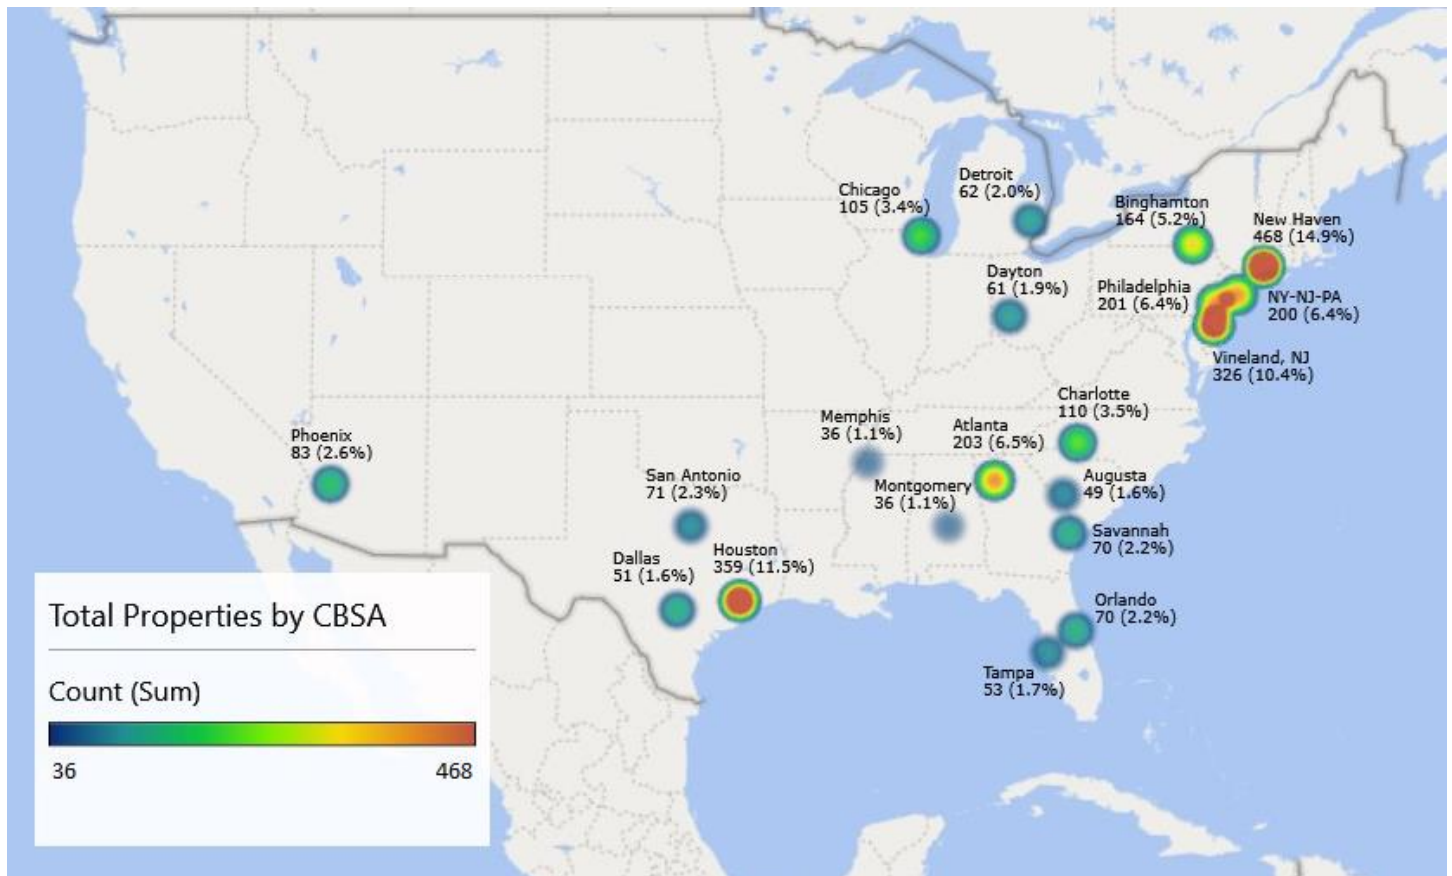 Chicago
105 (3.4%)
Detroit
62 (2.0%)
Binghamton
164 (5.2%)
New Haven
468 (14.9%)
Dayton
61 (1.9%)
Philadelphia
201 (6.4%)
NY-NJ-PA
200 (6.4%)
Vineland, NJ
326 (10.4%)
Charlotte
110 (3.5%)
Memphis
36 (1.1%)
Atlanta
203 (6.5%)
Phoenix
83 (2.6%)
San Antonio
71 (2.3%)
Montgomery
36 (1.1%)
Augusta
49 (1.6%)
Savannah
70 (2.2%)
Dallas
51 (1.6%)
Houston
359 (11.5%)
Orlando
70 (2.2%)
Tampa
53 (1.7%)
Total Properties by CBSA
Count (Sum)
36
468